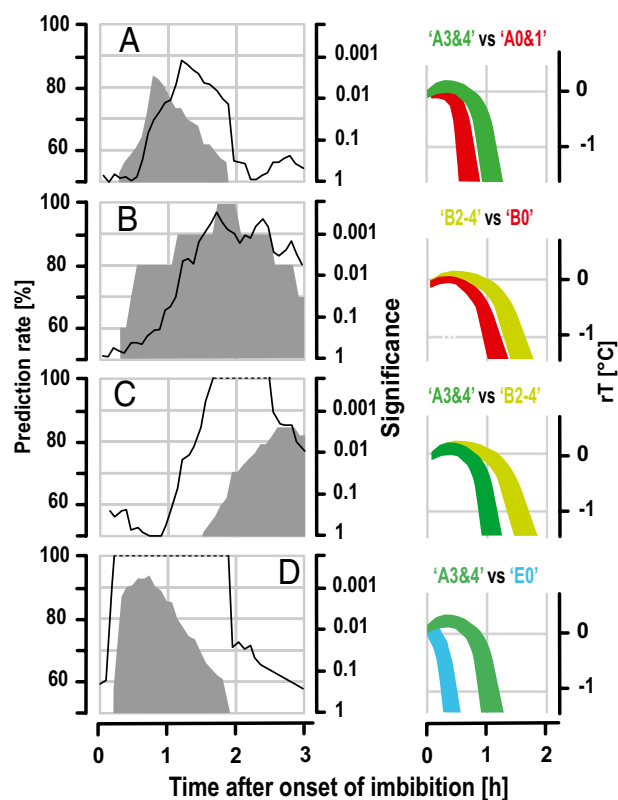 A
100
80
60
0.001
0.01
0.1
1
'A3&4' vs 'A0&1'
0
-1
B
100
80
60
0.001
0.01
0.1
1
'B2-4' vs 'B0'
0
-1
C
100
80
60
0.001
0.01
0.1
1
'A3&4' vs 'B2-4'
0
-1
D
100
80
60
0.001
0.01
0.1
1
'A3&4' vs 'E0'
0
-1
Prediction rate [%]
Significance
rT [°C]
0 1 2 3
0 1 2
Time after onset of imbibition [h]